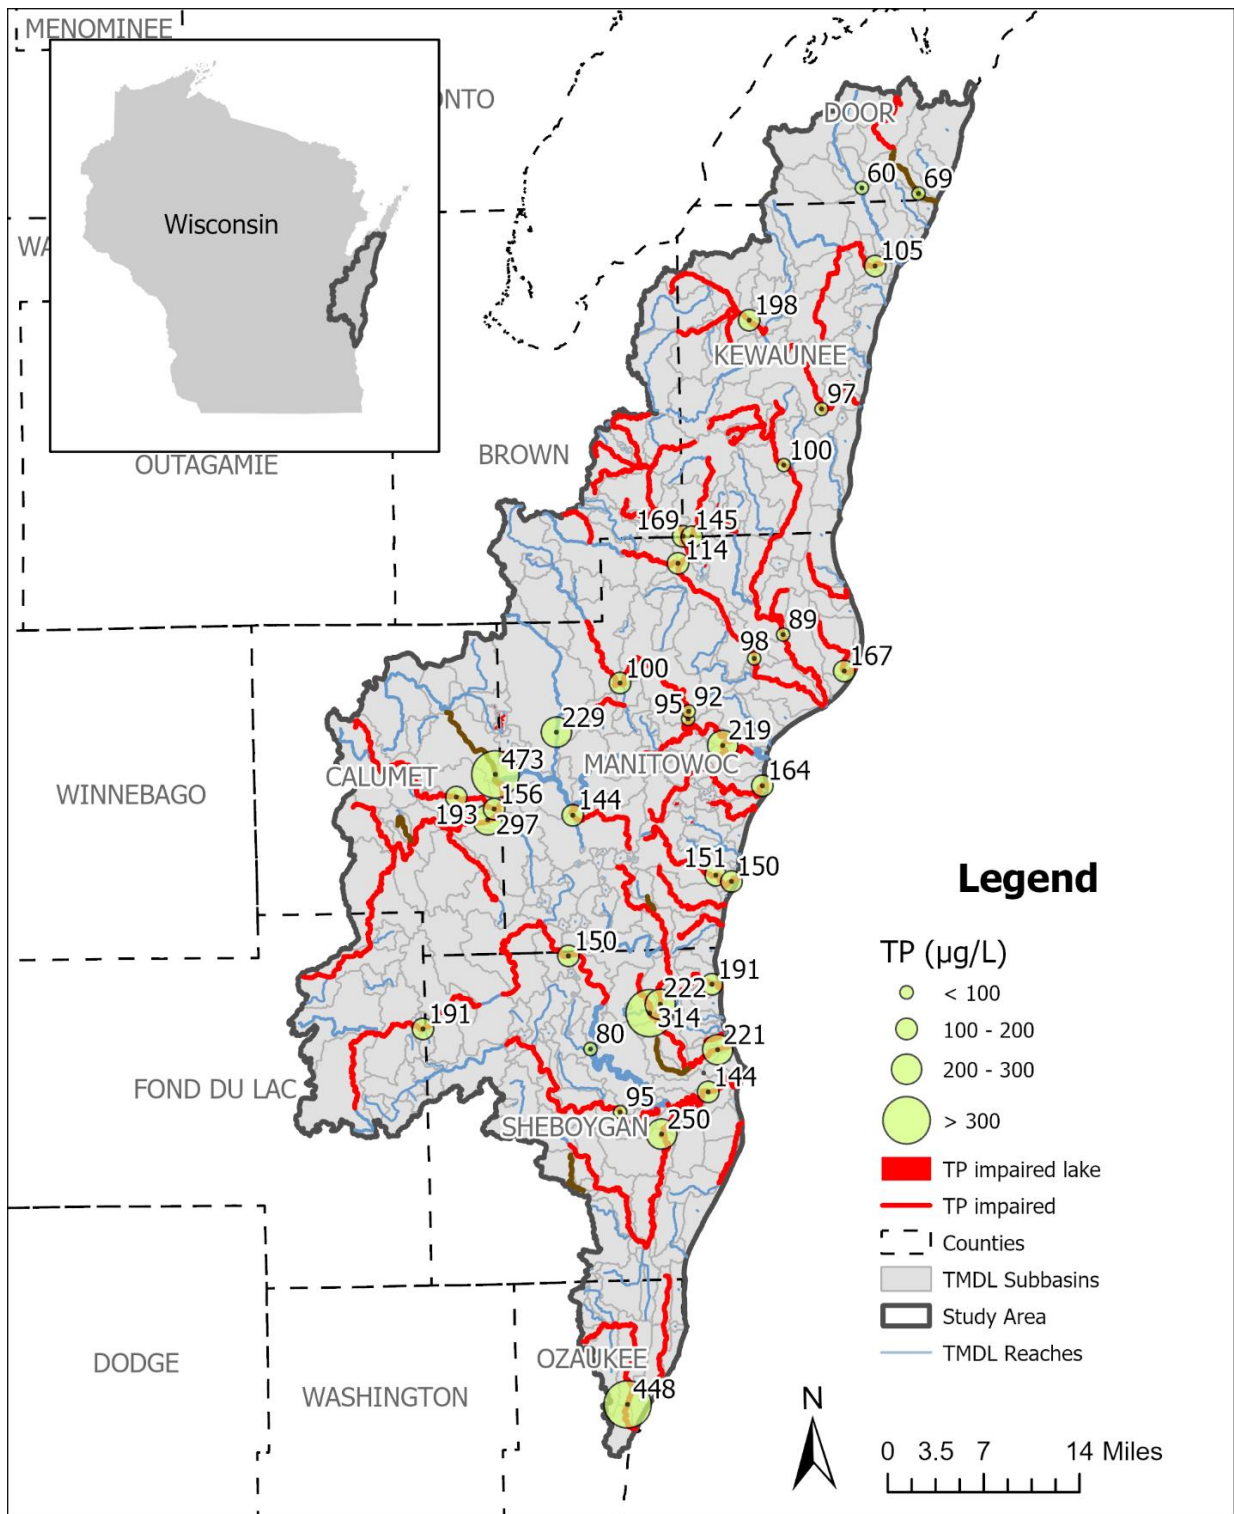 MENOMINEE
ONTO
DOOR
Wisconsin
WA
60
69
105
198
KEWAUNEE
97
OUTAGAMIE
BROWN
100
169
145
114
89
98
167
100
92
95
229
219
473
MANITOWOC
CALUMET
164
WINNEBAGO
156
193
144
297
151
150
Legend
TP (µg/L)
< 100
100 - 200
200 - 300
> 300
TP impaired lake
TP impaired
Counties
TMDL Subbasins
Study Area
TMDL Reaches
150
191
222
191
314
80
221
FOND DU LAC
144
95
SHEBOYGAN
250
OZAUKEE
DODGE
WASHINGTON
448
N
0 3.5 7 14 Miles